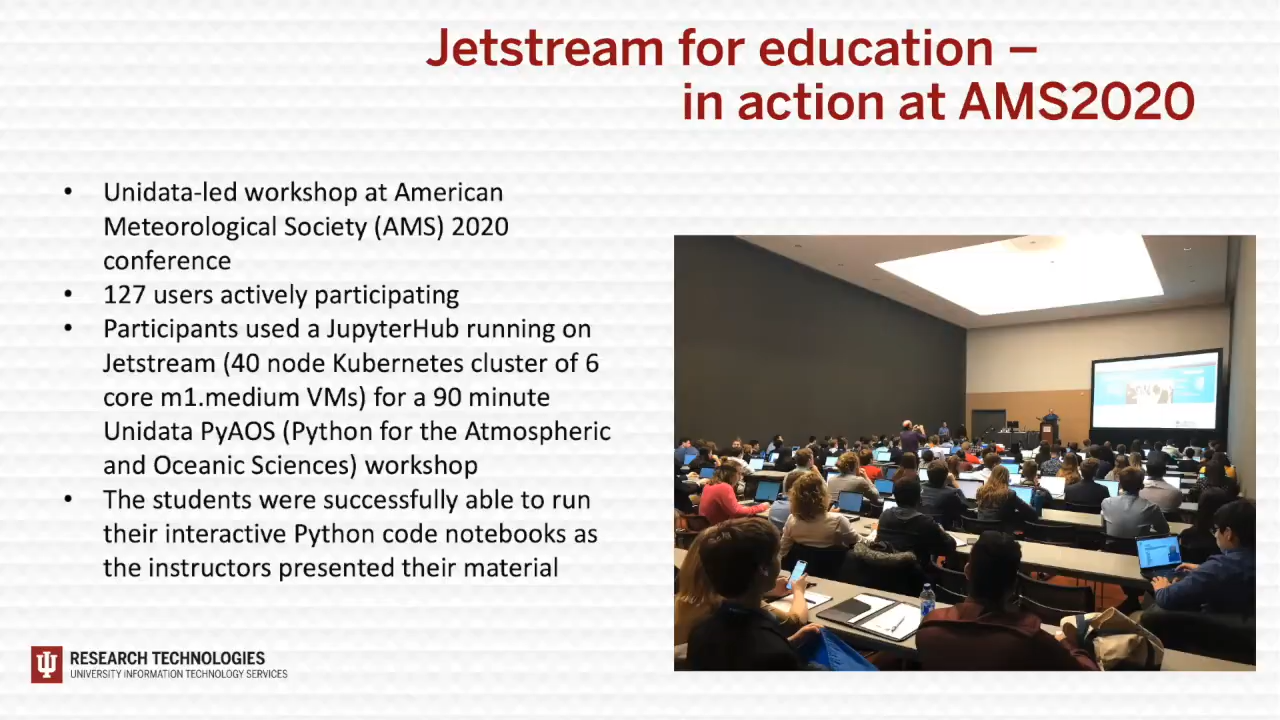 Jetstream for education –
in action at AMS2020
• Unidata-led workshop at American
Meteorological Society (AMS) 2020
conference
• 127 users actively participating
• Participants used a JupyterHub running on
Jetstream (40 node Kubernetes cluster of 6
core m1.medium VMs) for a 90 minute
Unidata PyAOS (Python for the Atmospheric
and Oceanic Sciences) workshop
• The students were successfully able to run
their interactive Python code notebooks as
the instructors presented their material
RESEARCH TECHNOLOGIES
UNIVERSITY INFORMATION TECHNOLOGY SERVICES